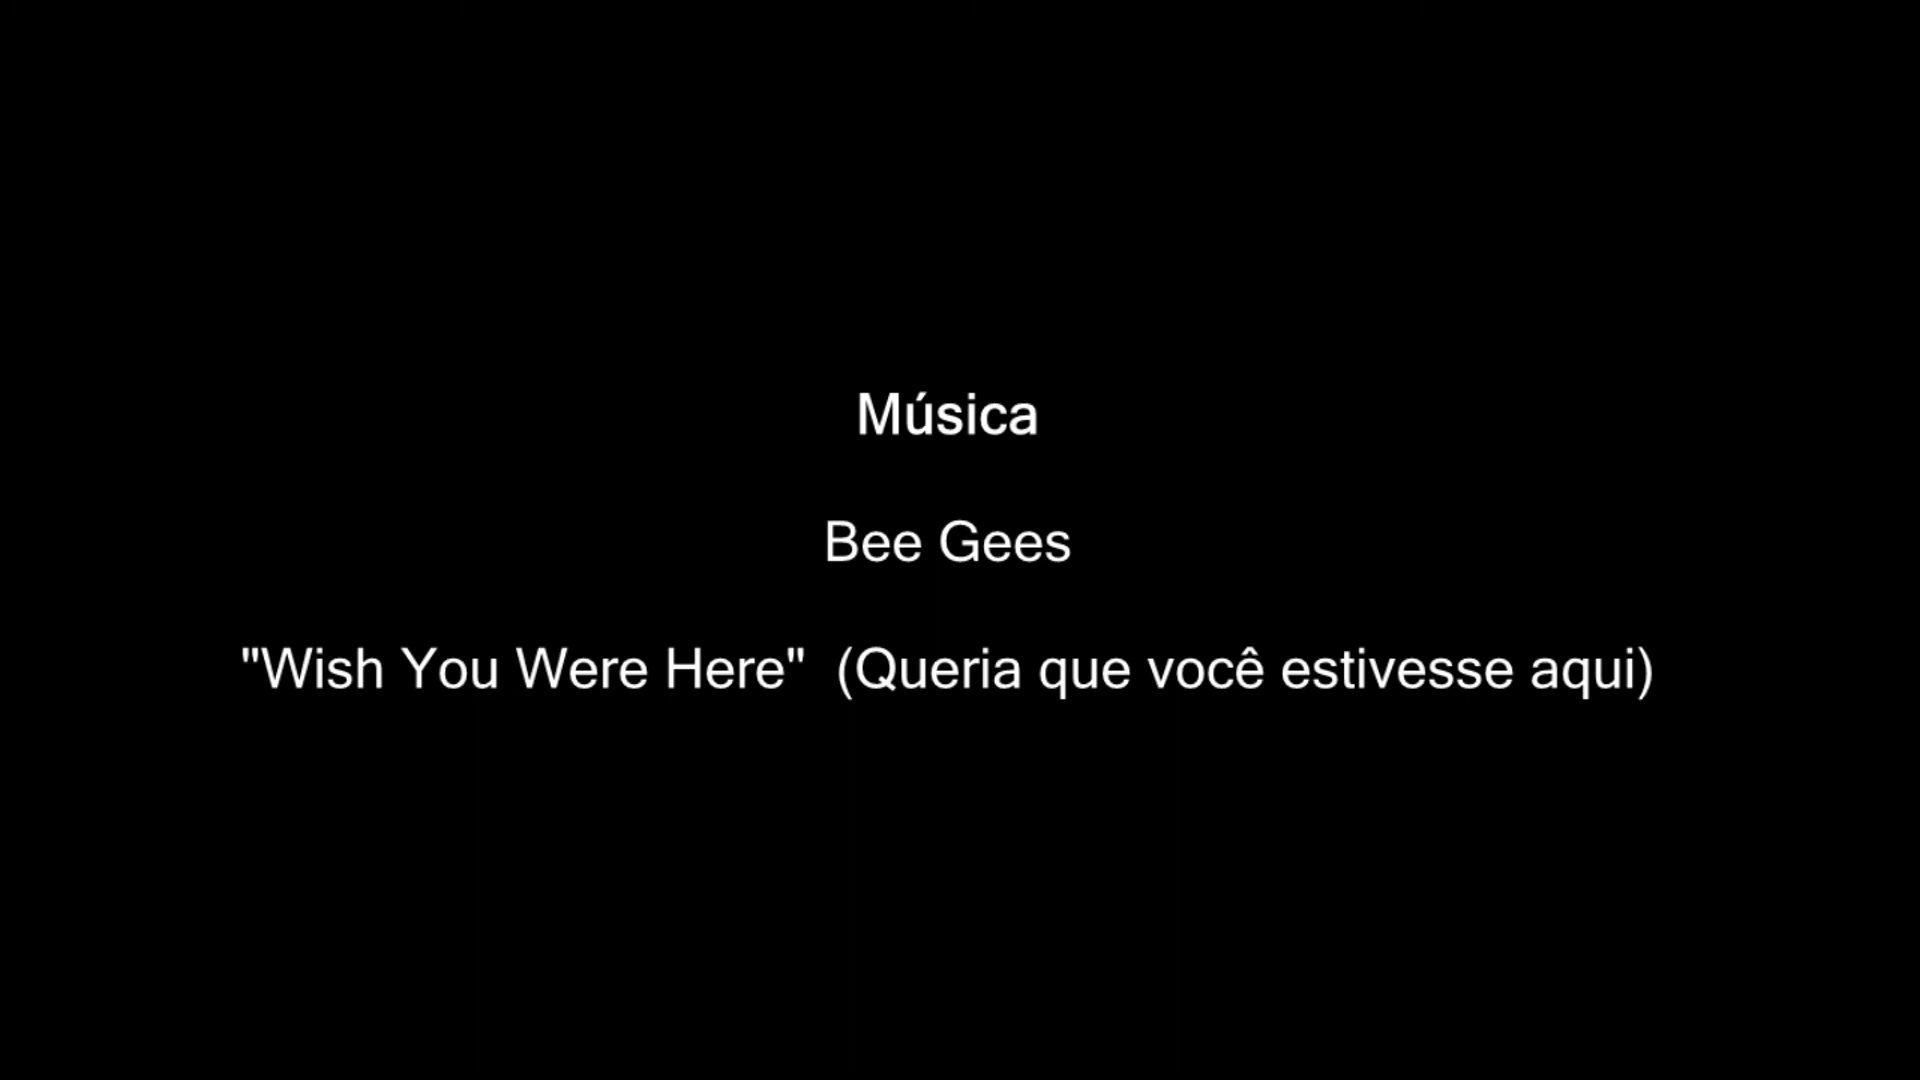 Música
Bee Gees
"Wish You Were Here"  (Queria que você estivesse aqui)